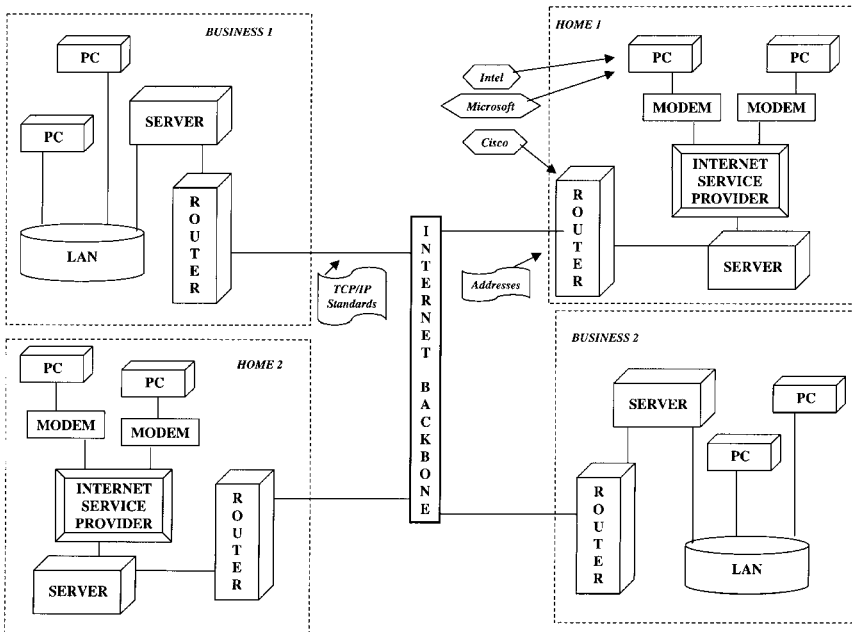 BUSINESS 1
PC
PC
SERVER
ROUTER
LAN
TCP/IP
Standards
INTERNET BACKBONE
HOME 1
Intel
Microsoft
Cisco
PC
PC
MODEM
MODEM
INTERNET
SERVICE
PROVIDER
ROUTER
SERVER
Addresses
HOME 2
PC
PC
MODEM
MODEM
INTERNET
SERVICE
PROVIDER
SERVER
ROUTER
BUSINESS 2
SERVER
PC
PC
ROUTER
LAN